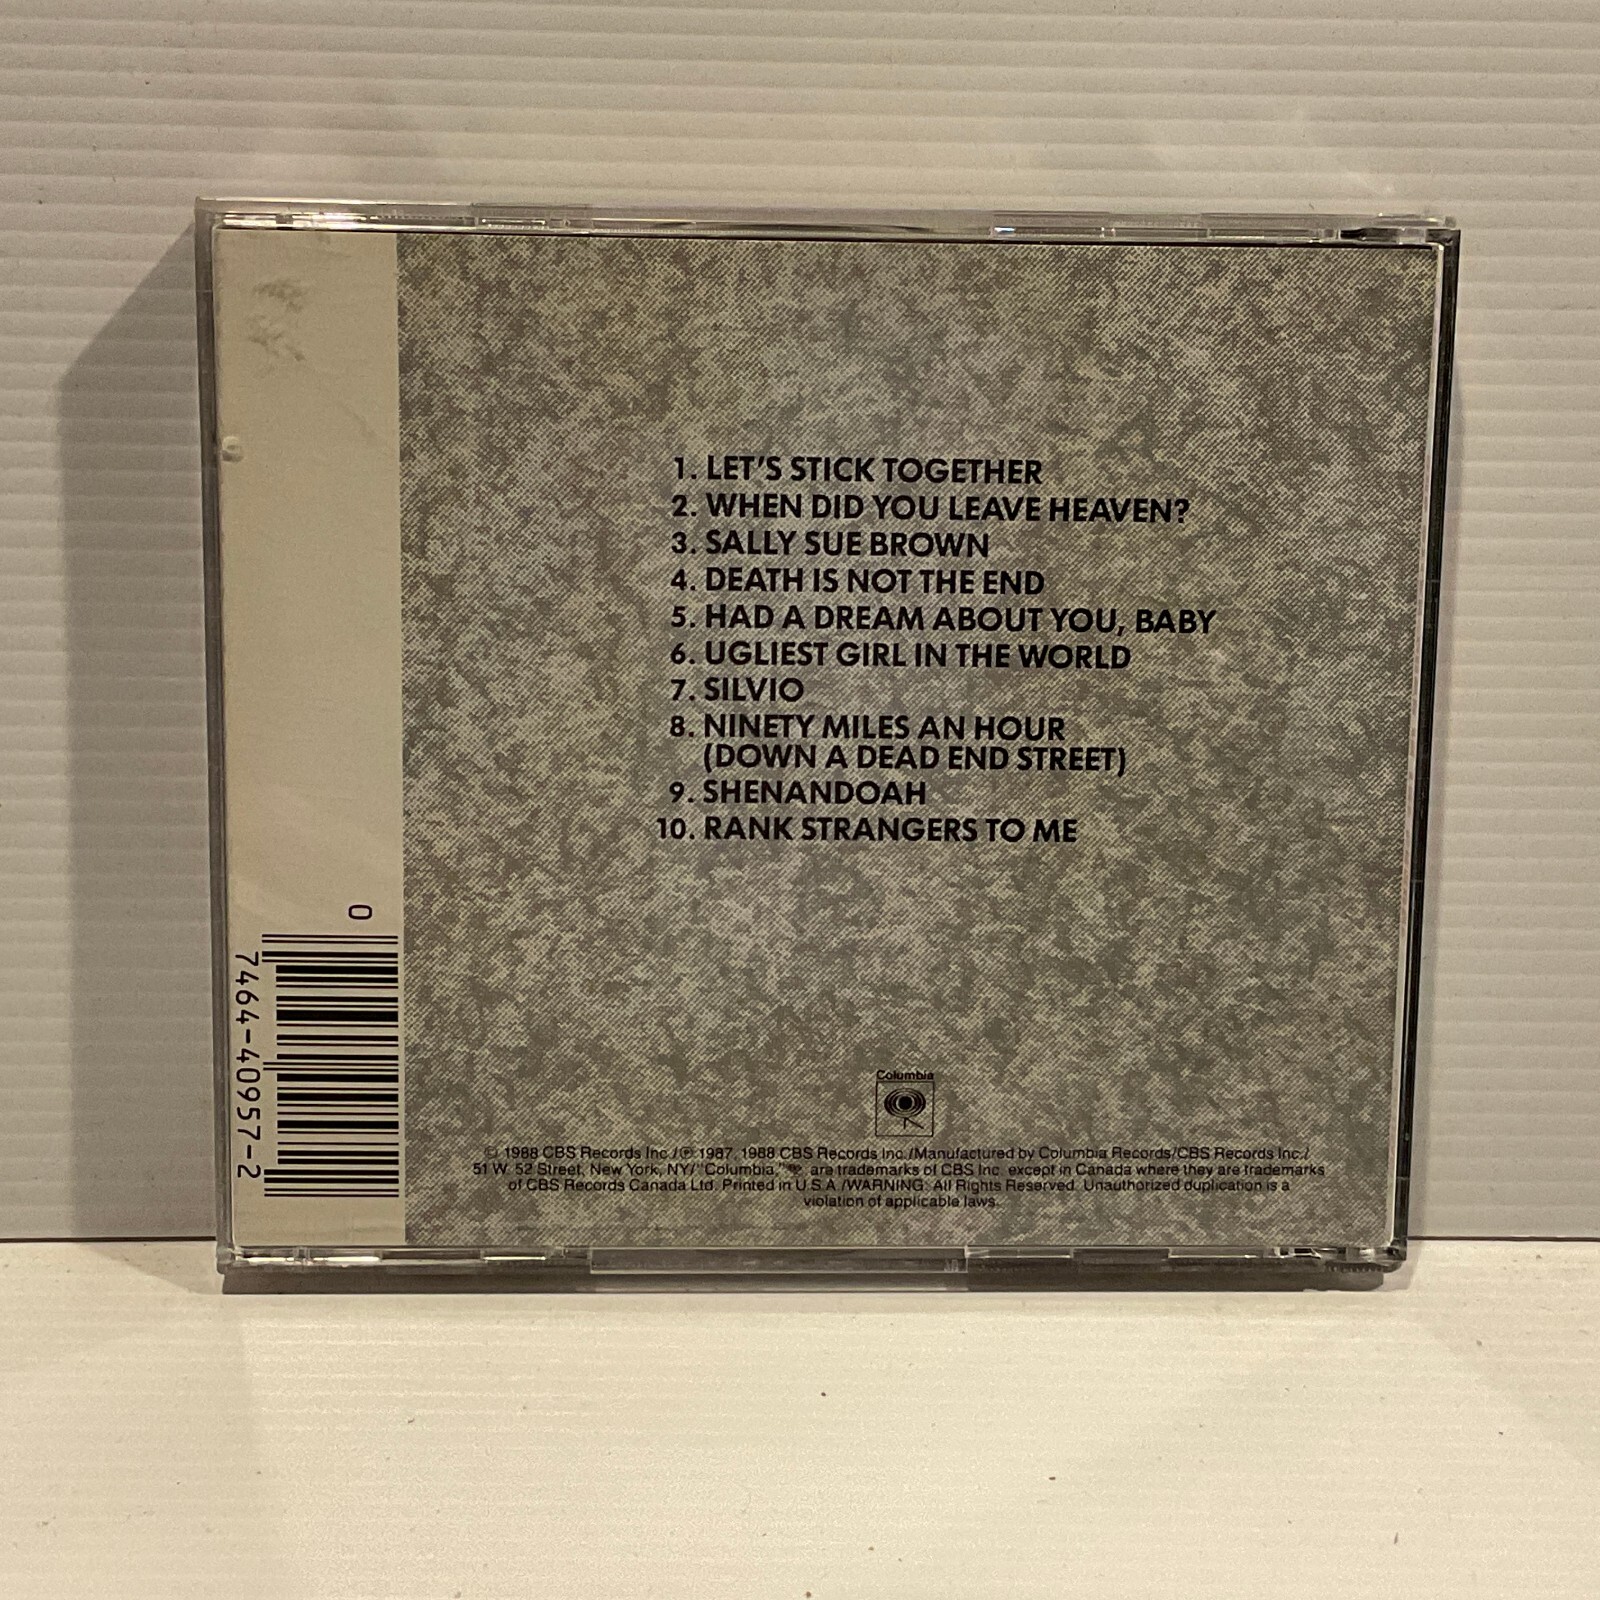 1. LET'S STICK TOGETHER
2. WHEN DID YOU LEAVE HEAVEN?
3. SALLY SUE BROWN
4. DEATH IS NOT THE END
5. HAD A DREAM ABOUT YOU, BABY
6. UGLIEST GIRL IN THE WORLD
7. SILVIO
8. NINETY MILES AN HOUR
(DOWN A DEAD END STREET)
9. SHENANDOAH
10. RANK STRANGERS TO ME
0
7464-40957-2
Columbia
© 1988 CBS Records Inc./℗ 1987, 1988 CBS Records Inc./Manufactured by Columbia Records/CBS Records Inc./
51 W. 52 Street, New York, NY/"Columbia," are trademarks of CBS Inc. except in Canada where they are trademarks
of CBS Records Canada Ltd. Printed in U.S.A./WARNING: All Rights Reserved. Unauthorized duplication is a
violation of applicable laws.